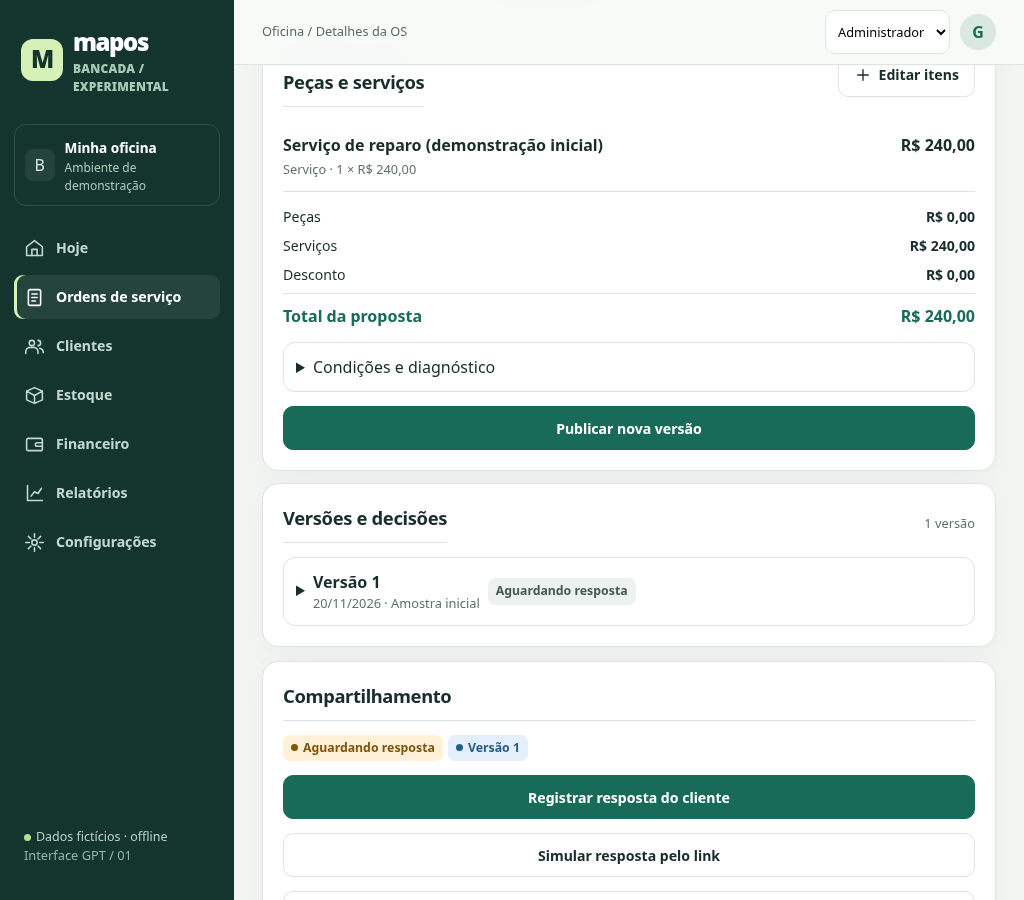 M
mapos
BANCADA /
EXPERIMENTAL
B
Minha oficina
Ambiente de
demonstração
Hoje
Ordens de serviço
Clientes
Estoque
Financeiro
Relatórios
Configurações
Dados fictícios · offline
Interface GPT / 01
Oficina / Detalhes da OS
Administrador
G
Peças e serviços
Editar itens
Serviço de reparo (demonstração inicial)
R$ 240,00
Serviço · 1 × R$ 240,00
Peças
R$ 0,00
Serviços
R$ 240,00
Desconto
R$ 0,00
Total da proposta
R$ 240,00
Condições e diagnóstico
Publicar nova versão
Versões e decisões
1 versão
Versão 1
20/11/2026 · Amostra inicial
Aguardando resposta
Compartilhamento
Aguardando resposta
Versão 1
Registrar resposta do cliente
Simular resposta pelo link